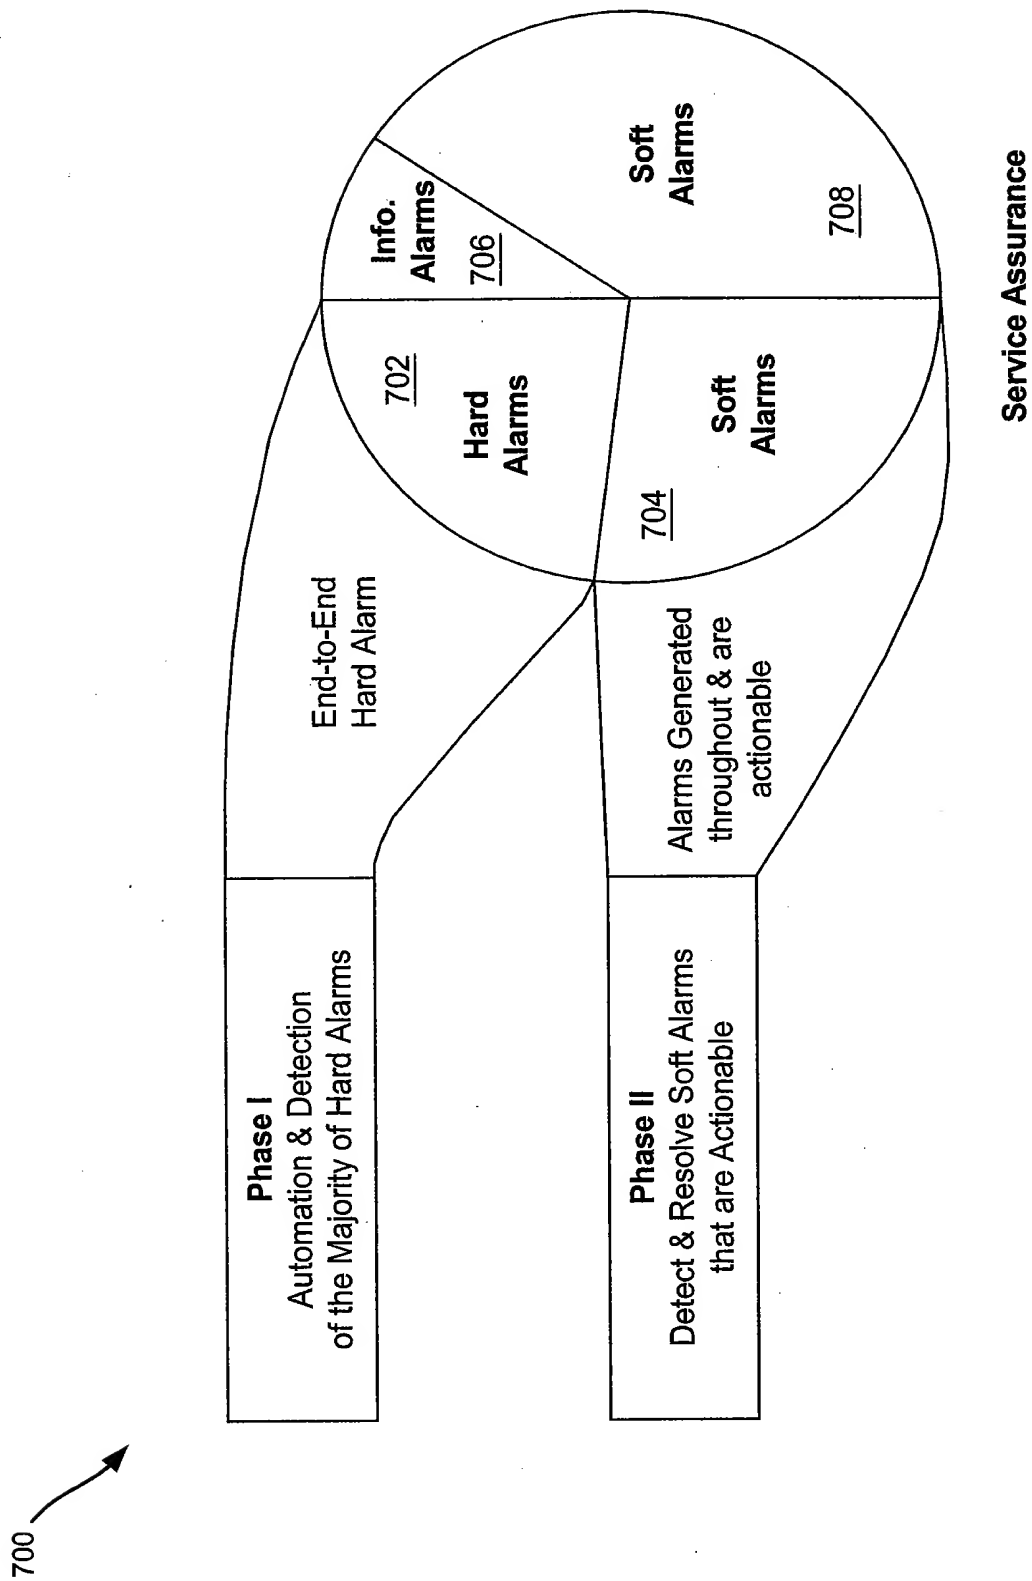 700
Phase I
Automation & Detection
of the Majority of Hard Alarms
End-to-End
Hard Alarm
702
Hard
Alarms
Info.
Alarms
706
Phase II
Detect & Resolve Soft Alarms
that are Actionable
Alarms Generated
throughout & are
actionable
704
Soft
Alarms
Soft
Alarms
708
Service Assurance